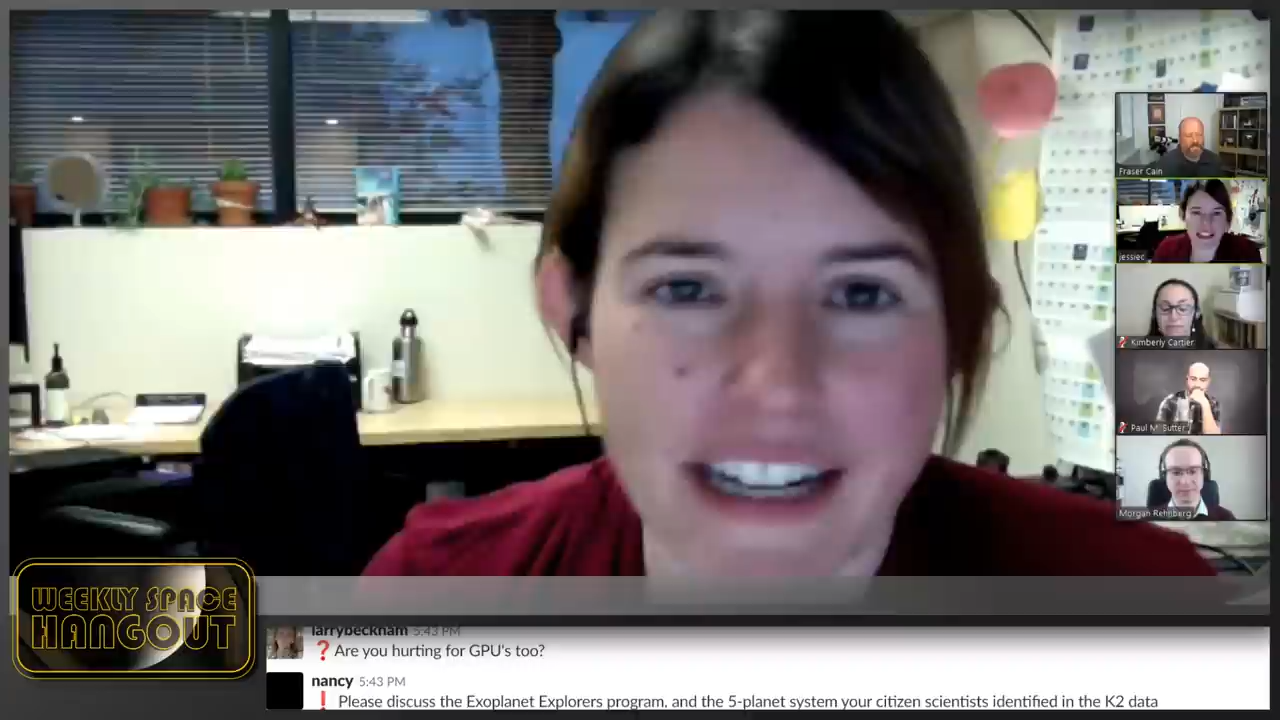 Fraser Cain
jessiec
Kimberly Cartier
Paul M. Sutter
Morgan Rehnberg
WEEKLY SPACE
HANGOUT
larrybeckham 5:43 PM
❓Are you hurting for GPU's too?
nancy 5:43 PM
❗ Please discuss the Exoplanet Explorers program, and the 5-planet system your citizen scientists identified in the K2 data